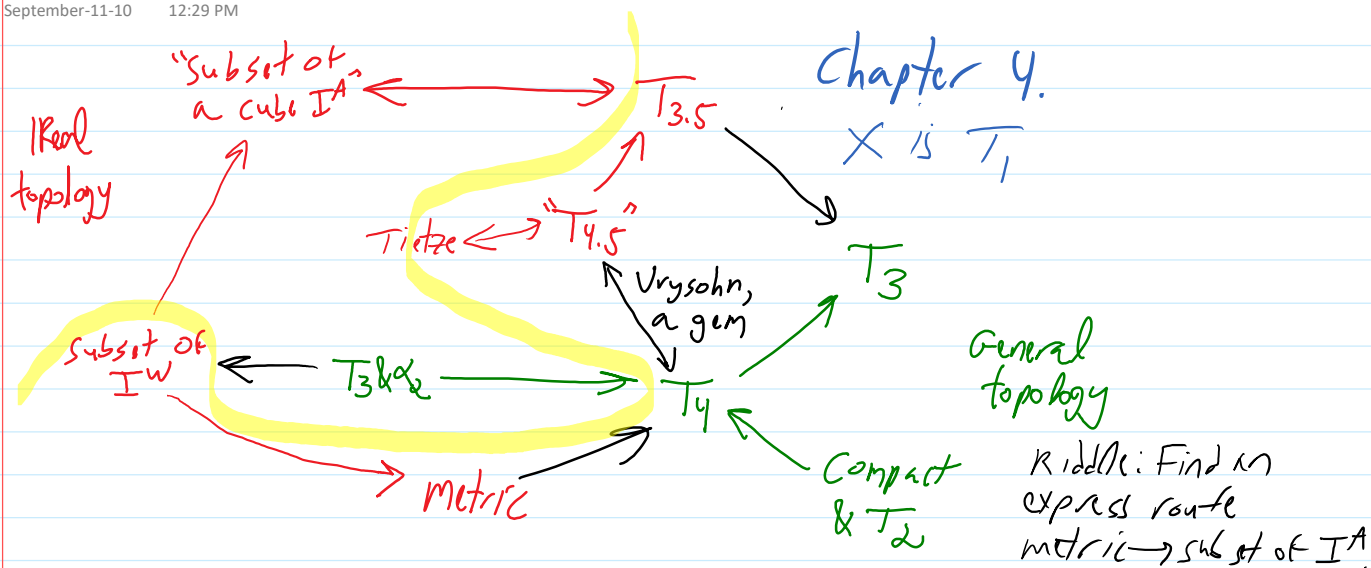 September-11-10 12:29 PM
"Subset of
a cube I^A"
T3.5
Chapter 4.
X is T1
IReal
topology
Tietze
"T4.5"
Urysohn,
a gem
T3
Subset of
I^W
T3&α2
T4
General
topology
metric
Compact
& T2
Riddle: Find an
express route
metric→subset of I^A